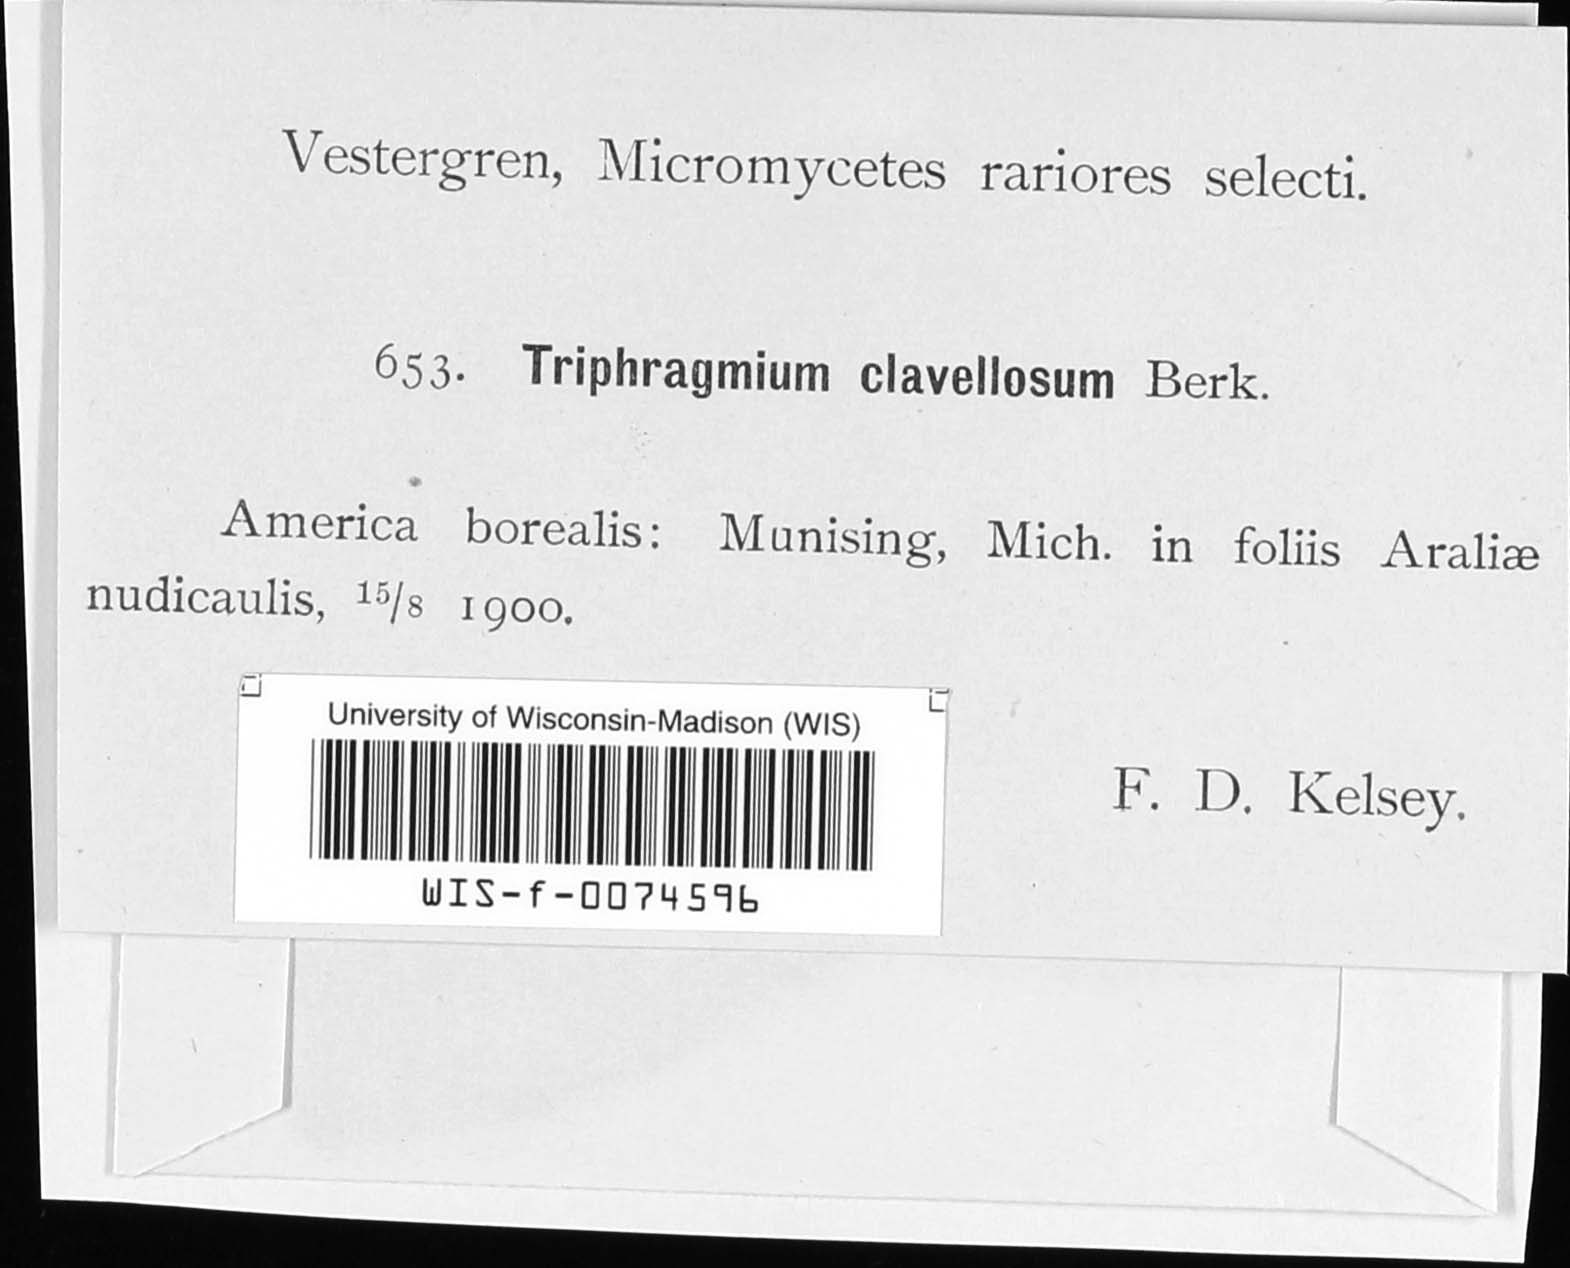 Vestergren, Micromycetes rariores selecti.
653. Triphragmium clavellosum Berk.
America borealis: Munising, Mich. in foliis Araliæ
nudicaulis, 15/8 1900.
University of Wisconsin-Madison (WIS)
WIS-f-0074596
F. D. Kelsey.